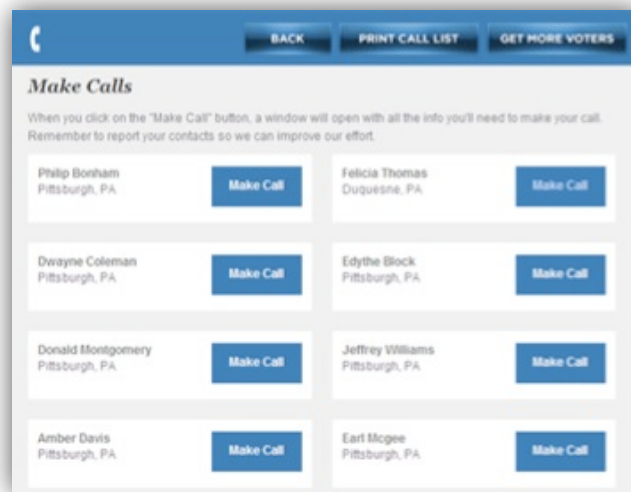 BACK PRINT CALL LIST GET MORE VOTERS
Make Calls
When you click on the "Make Call" button, a window will open with all the info you'll need to make your call.
Remember to report your contacts so we can improve our effort.
Philip Bonham
Pittsburgh, PA
Make Call
Felicia Thomas
Duquesne, PA
Make Call
Dwayne Coleman
Pittsburgh, PA
Make Call
Edythe Block
Pittsburgh, PA
Make Call
Donald Montgomery
Pittsburgh, PA
Make Call
Jeffrey Williams
Pittsburgh, PA
Make Call
Amber Davis
Pittsburgh, PA
Make Call
Earl Mcgee
Pittsburgh, PA
Make Call